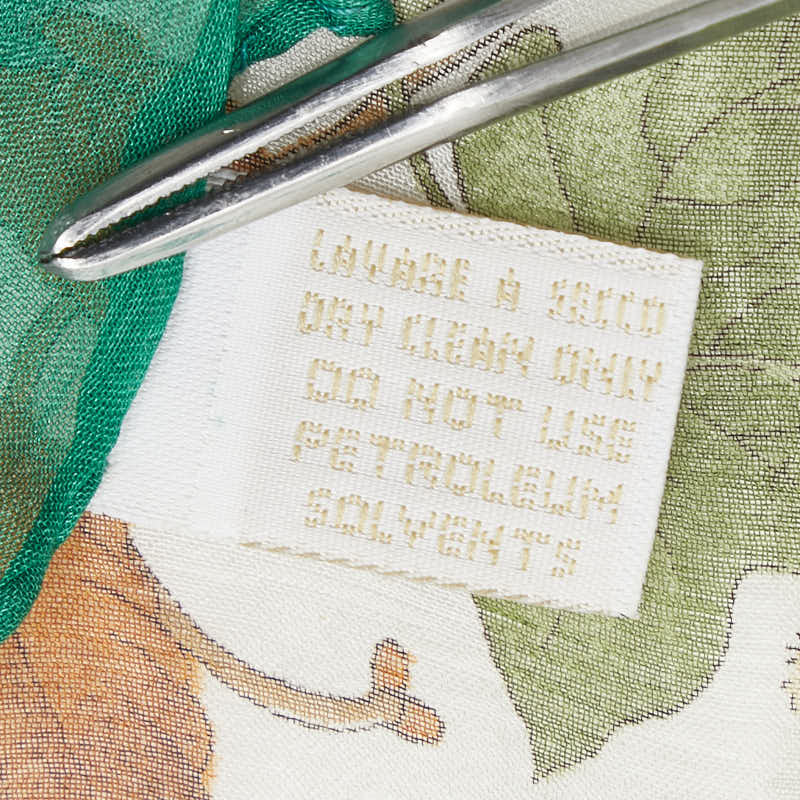 LAVARE A SECCO
DRY CLEAN ONLY
DO NOT USE
PETROLEUM
SOLVENTS